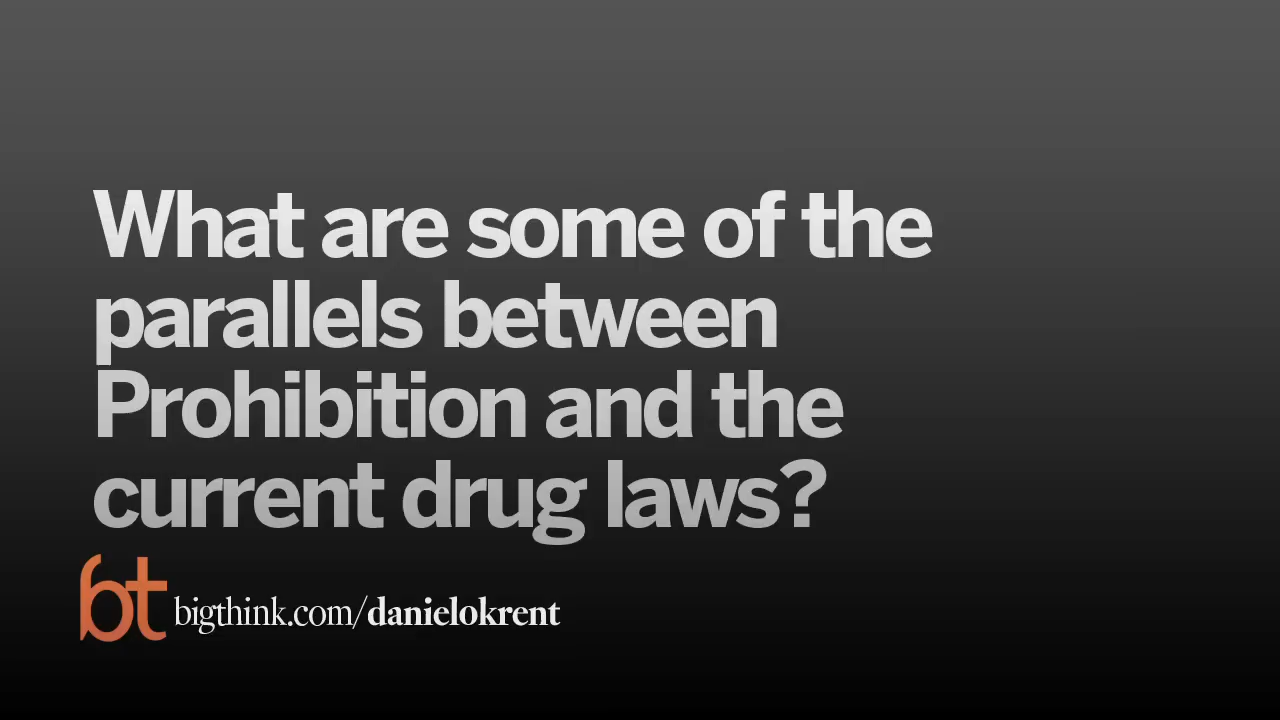 What are some of the
parallels between
Prohibition and the
current drug laws?
bt bigthink.com/danielokrent